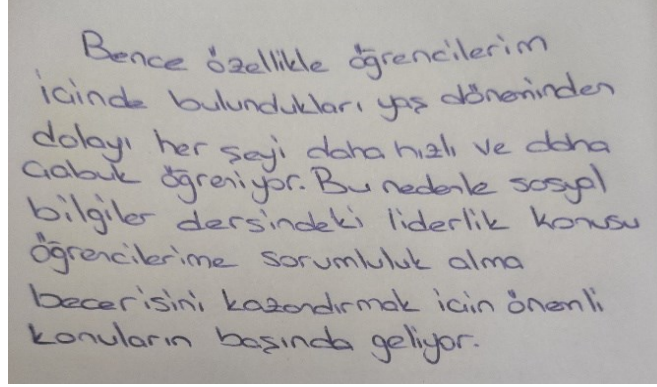 Bence özellikle öğrencilerim
içinde bulundukları yaş döneminden
dolayı her şeyi daha hızlı ve daha
çabuk öğreniyor. Bu nedenle sosyal
bilgiler dersindeki liderlik konusu
öğrencilerime sorumluluk alma
becerisini kazandırmak için önemli
konuların başında geliyor.